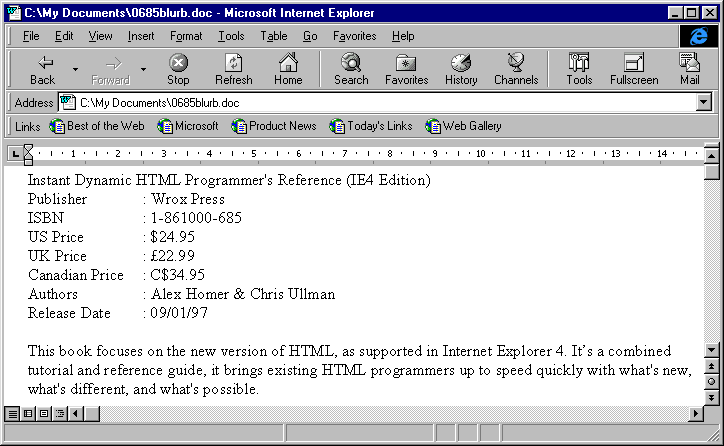 C:\My Documents\0685blurb.doc - Microsoft Internet Explorer
File Edit View Insert Format Tools Table Go Favorites Help
Back Forward Stop Refresh Home Search Favorites History Channels Tools Fullscreen Mail
Address C:\My Documents\0685blurb.doc
Links Best of the Web Microsoft Product News Today's Links Web Gallery
1 2 3 4 5 6 7 8 9 10 11 12 13 14
Instant Dynamic HTML Programmer's Reference (IE4 Edition)
Publisher : Wrox Press
ISBN : 1-861000-685
US Price : $24.95
UK Price : £22.99
Canadian Price : C$34.95
Authors : Alex Homer & Chris Ullman
Release Date : 09/01/97
This book focuses on the new version of HTML, as supported in Internet Explorer 4. It's a combined
tutorial and reference guide, it brings existing HTML programmers up to speed quickly with what's new,
what's different, and what's possible.